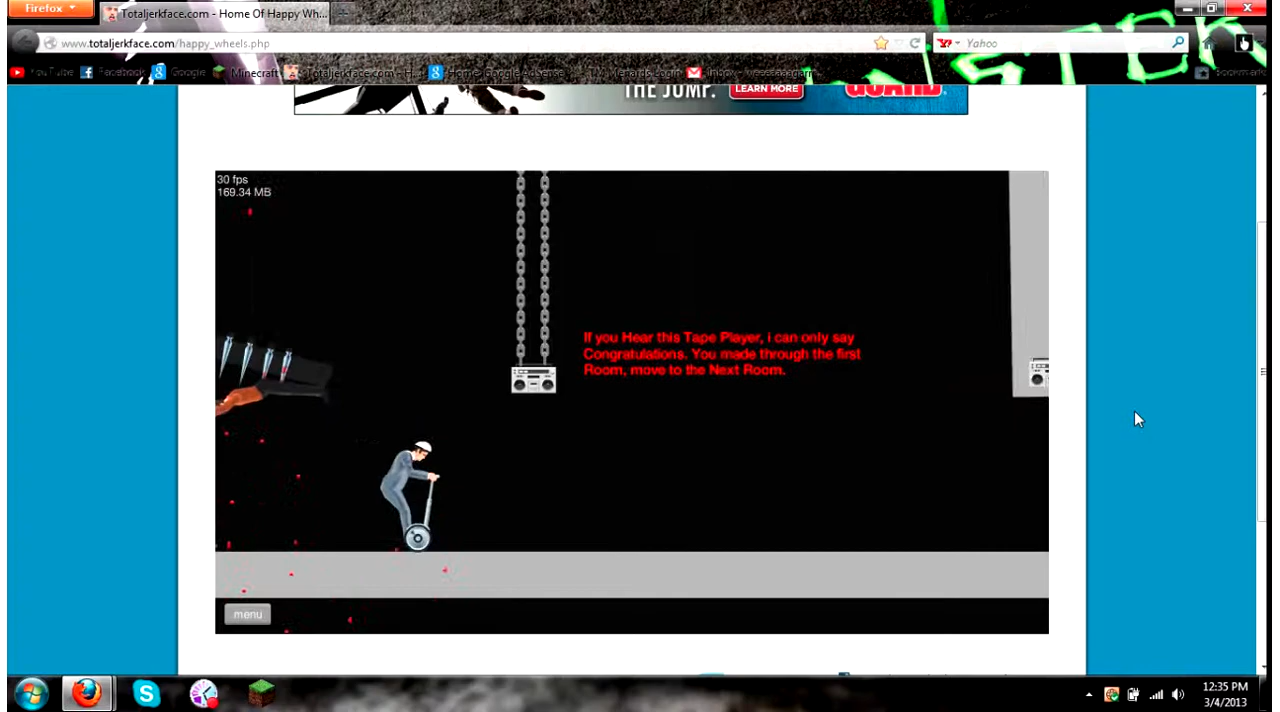 Firefox
Totaljerkface.com - Home Of Happy Wh...
www.totaljerkface.com/happy_wheels.php
Yahoo
YouTube Facebook Google Minecraft Totaljerkface.com - H... Home Google AdSense Menards Login Inbox
THE JUMP. LEARN MORE GUARD
30 fps
169.34 MB
If you Hear this Tape Player, i can only say
Congratulations. You made through the first
Room, move to the Next Room.
menu
12:35 PM
3/4/2013